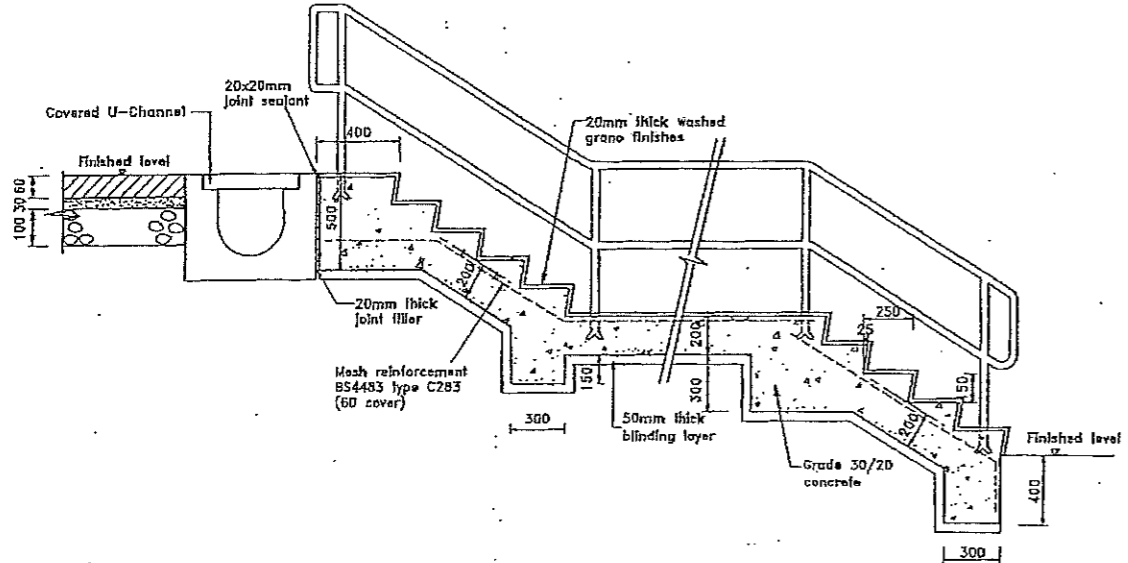 20x20mm
joint sealant
Covered U-Channel
400
20mm thick washed
grano finishes
Finished level
60
30
100
500
200
20mm thick
joint filler
Mesh reinforcement
BS4483 type C283
(60 cover)
150
300
50mm thick
blinding layer
200
300
250
25
150
200
Grade 30/20
concrete
Finished level
400
300